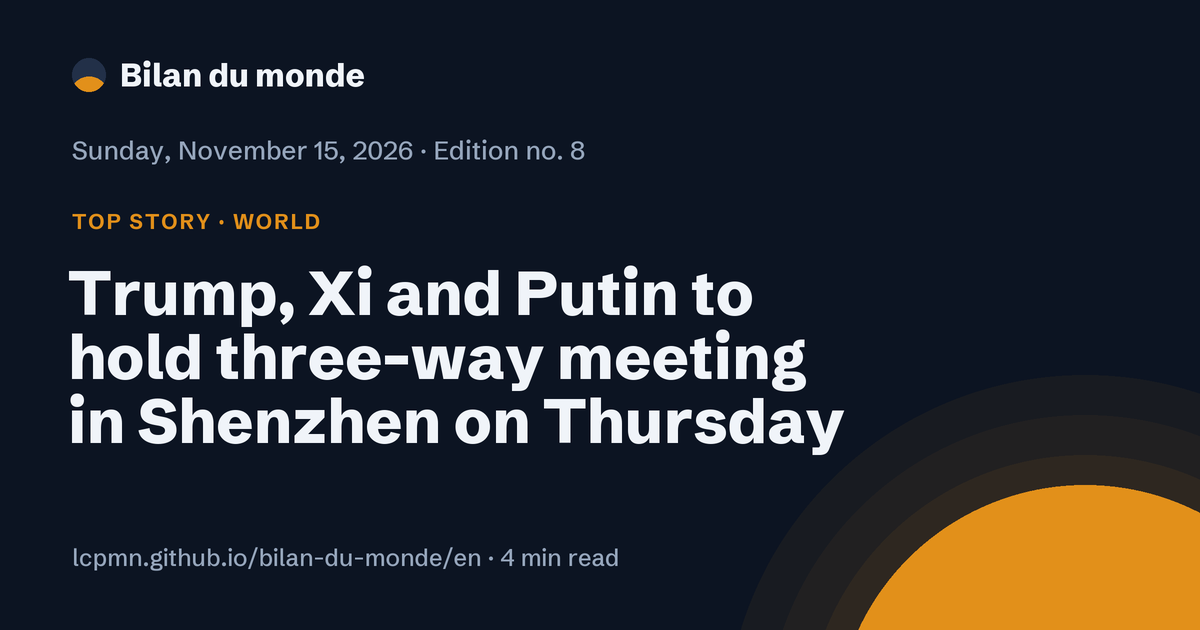 Bilan du monde
Sunday, November 15, 2026 · Edition no. 8
TOP STORY · WORLD
Trump, Xi and Putin to
hold three-way meeting
in Shenzhen on Thursday
lcpmn.github.io/bilan-du-monde/en · 4 min read